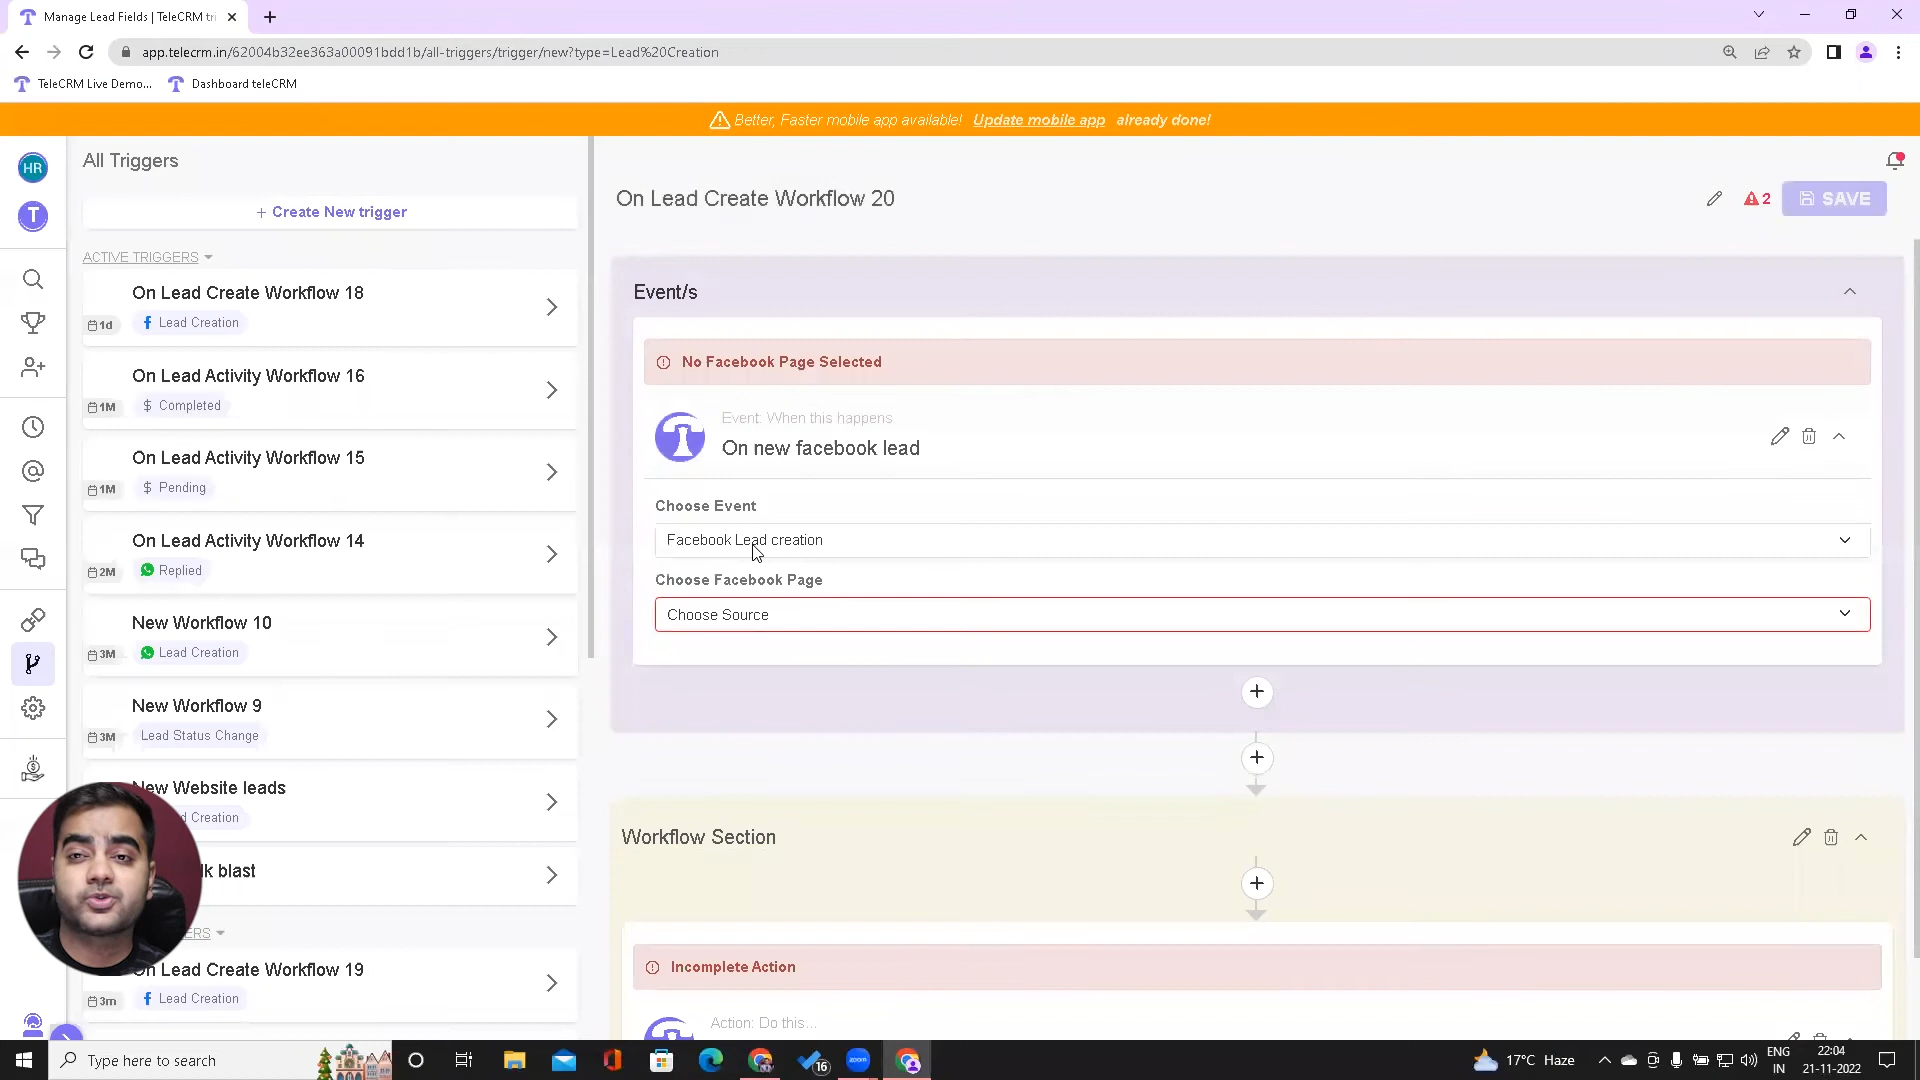 Manage Lead Fields | TeleCRM tri
app.telecrm.in/62004b32ee363a00091bdd1b/all-triggers/trigger/new?type=Lead%20Creation
TeleCRM Live Demo...
Dashboard teleCRM
Better, Faster mobile app available! Update mobile app already done!
HR
T
All Triggers
+ Create New trigger
ACTIVE TRIGGERS
On Lead Create Workflow 18
1d
Lead Creation
On Lead Activity Workflow 16
1M
$ Completed
On Lead Activity Workflow 15
1M
$ Pending
On Lead Activity Workflow 14
2M
Replied
New Workflow 10
3M
Lead Creation
New Workflow 9
3M
Lead Status Change
New Website leads
d Creation
lk blast
ERS
On Lead Create Workflow 19
3m
Lead Creation
On Lead Create Workflow 20
2
SAVE
Event/s
No Facebook Page Selected
Event: When this happens
On new facebook lead
Choose Event
Facebook Lead creation
Choose Facebook Page
Choose Source
Workflow Section
Incomplete Action
Action: Do this...
Type here to search
16
zoom
17°C Haze
ENG
IN
22:04
21-11-2022